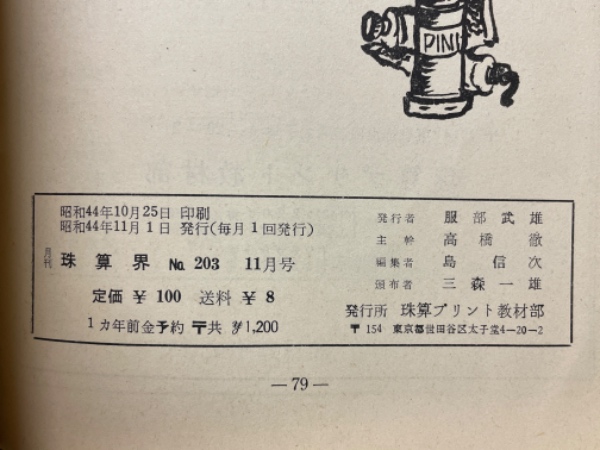 PINI
昭和44年10月25日 印刷
昭和44年11月1日 発行(毎月1回発行)
月刊 珠算界 No. 203 11月号
定価 ¥ 100 送料 ¥ 8
1カ年前金予約 〒共 ¥1,200
発行者 服部武雄
主幹 高橋徹
編集者 島信次
頒布者 三森一雄
発行所 珠算プリント教材部
〒 154 東京都世田谷区太子堂4-20-2
— 79 —